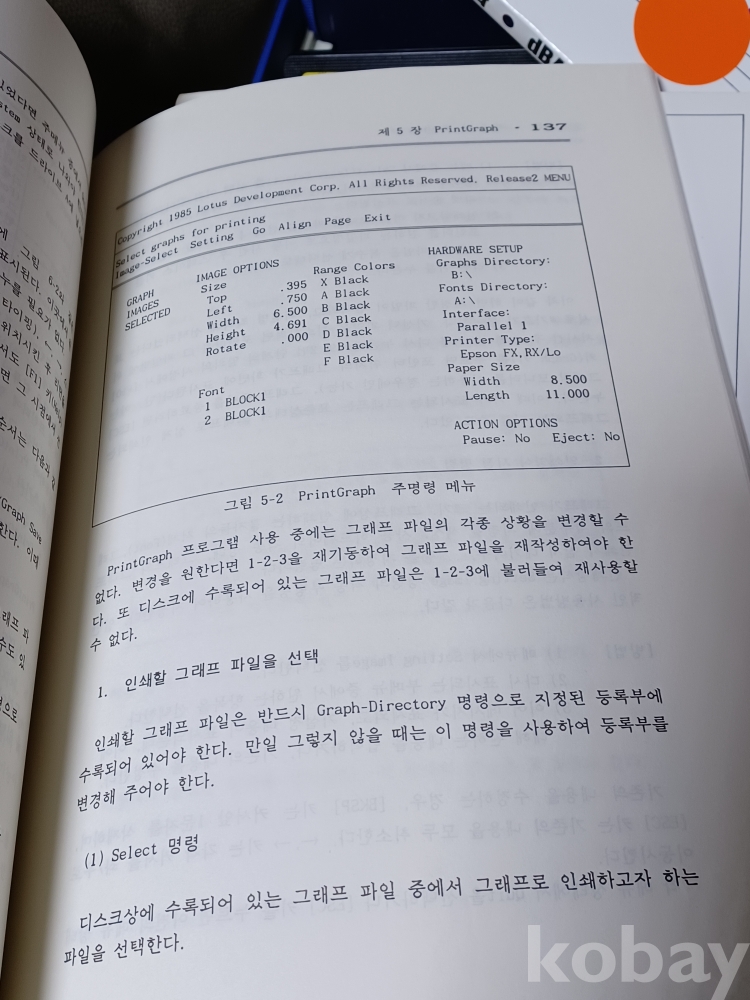 제 5 장 PrintGraph - 137
Copyright 1985 Lotus Development Corp. All Rights Reserved. Release2 MENU
Select graphs for printing
Image-Select Setting Go Align Page Exit
GRAPH
IMAGES
SELECTED
IMAGE OPTIONS
Size
Top .395
Left .750
Width 6.500
Height 4.691
Rotate .000
Font
1 BLOCK1
2 BLOCK1
Range Colors
X Black
A Black
B Black
C Black
D Black
E Black
F Black
HARDWARE SETUP
Graphs Directory:
B:\
Fonts Directory:
A:\
Interface:
Parallel 1
Printer Type:
Epson FX,RX/Lo
Paper Size
Width 8.500
Length 11.000
ACTION OPTIONS
Pause: No Eject: No
그림 5-2 PrintGraph 주명령 메뉴
PrintGraph 프로그램 사용 중에는 그래프 파일의 각종 상황을 변경할 수
없다. 변경을 원한다면 1-2-3을 재기동하여 그래프 파일을 재작성하여야 한
다. 또 디스크에 수록되어 있는 그래프 파일은 1-2-3에 불러들여 재사용할
수 없다.
1. 인쇄할 그래프 파일을 선택
인쇄할 그래프 파일은 반드시 Graph-Directory 명령으로 지정된 등록부에
수록되어 있어야 한다. 만일 그렇지 않을 때는 이 명령을 사용하여 등록부를
변경해 주어야 한다.
(1) Select 명령
디스크상에 수록되어 있는 그래프 파일 중에서 그래프로 인쇄하고자 하는
파일을 선택한다.
kobay